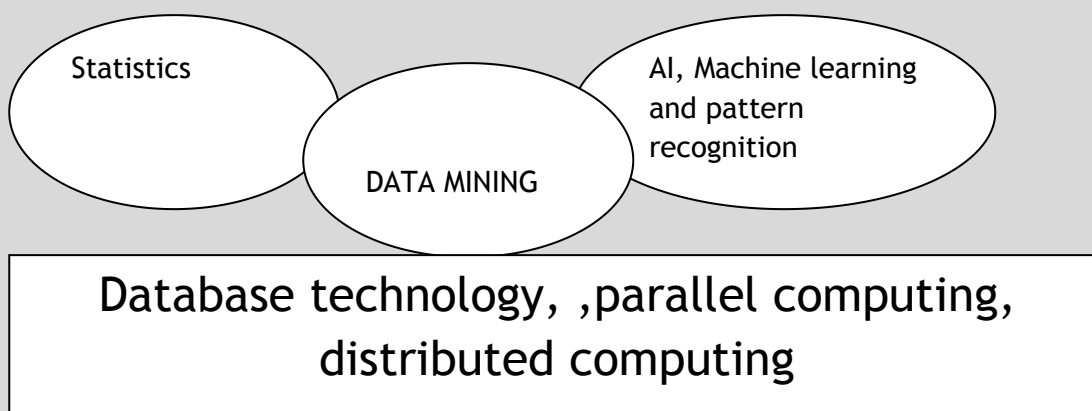 Statistics
AI, Machine learning
and pattern
recognition
DATA MINING
Database technology, ,parallel computing,
distributed computing